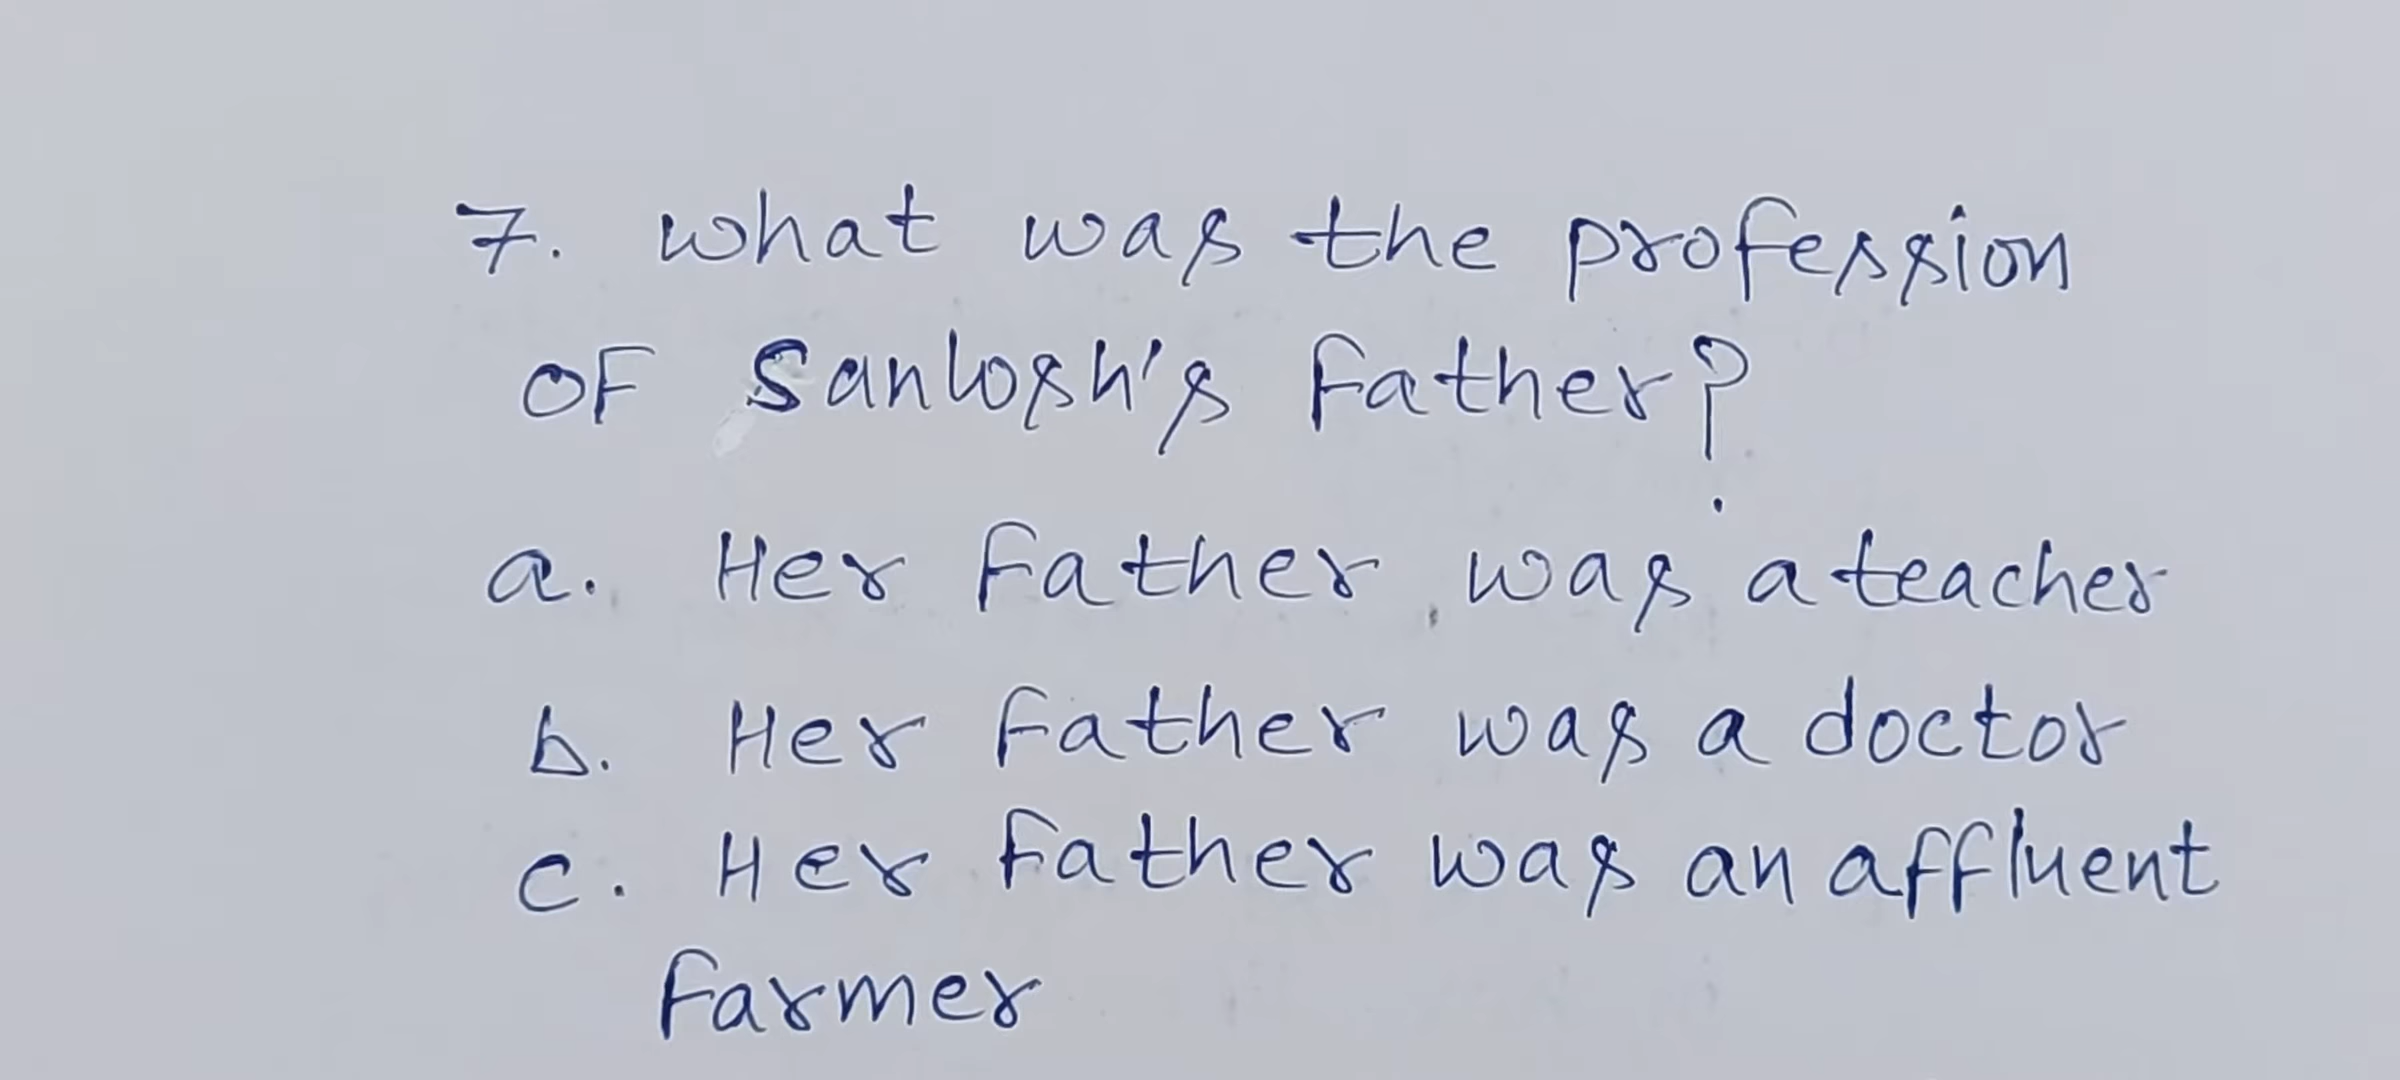 7. what was the profession
of Sanlosh's father?
a. Her father was a teacher
b. Her father was a doctor
c. Her father was an affluent
farmer